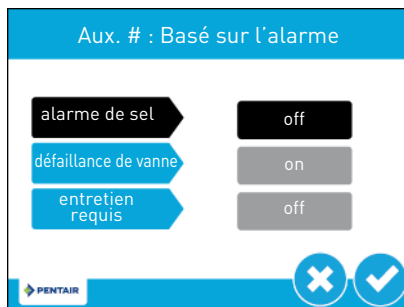 Aux. # : Basé sur l'alarme
alarme de sel
off
défaillance de vanne
on
entretien
requis
off
PENTAIR